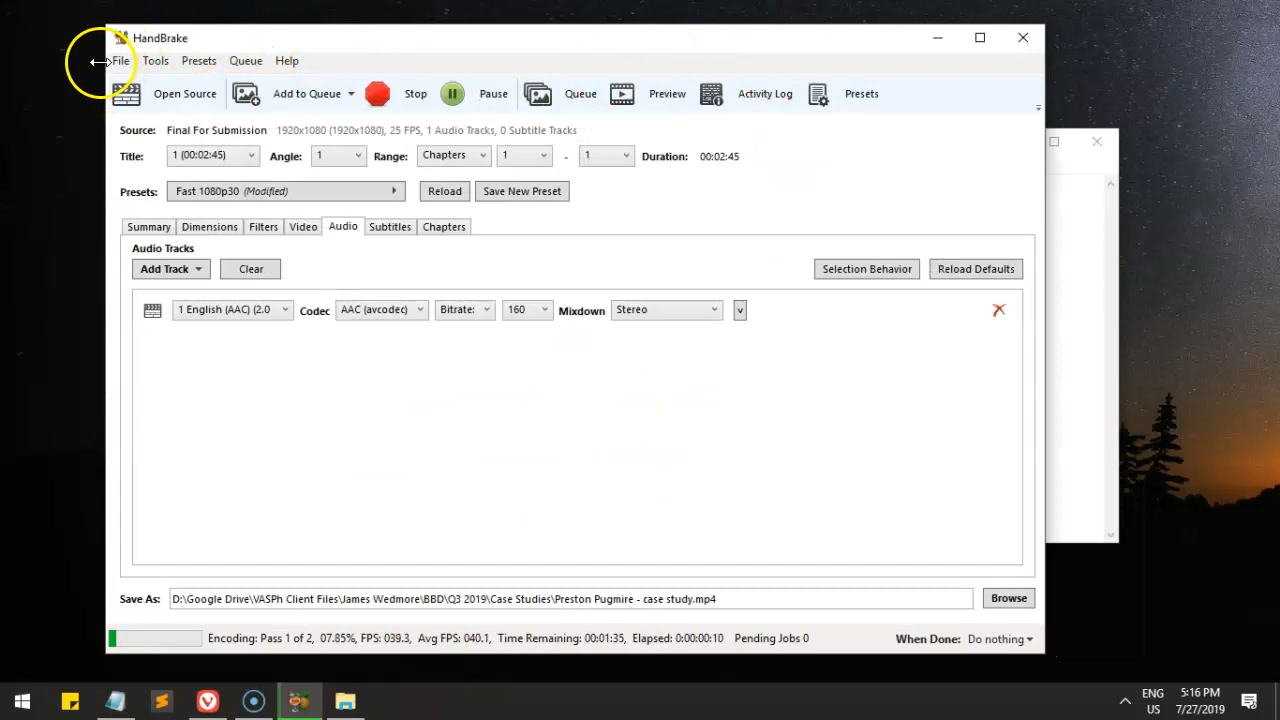 HandBrake
File Tools Presets Queue Help
Open Source Add to Queue Stop Pause Queue Preview Activity Log Presets
Source: Final For Submission 1920x1080 (1920x1080), 25 FPS, 1 Audio Tracks, 0 Subtitle Tracks
Title: 1 (00:02:45) Angle: 1 Range: Chapters 1 - 1 Duration: 00:02:45
Presets: Fast 1080p30 (Modified) Reload Save New Preset
Summary Dimensions Filters Video Audio Subtitles Chapters
Audio Tracks
Add Track Clear Selection Behavior Reload Defaults
1 English (AAC) (2.0 Codec AAC (avcodec) Bitrate: 160 Mixdown Stereo v
Save As: D:\Google Drive\VASPh Client Files\James Wedmore\BBD\Q3 2019\Case Studies\Preston Pugmire - case study.mp4 Browse
Encoding: Pass 1 of 2, 07.85%, FPS: 039.3, Avg FPS: 040.1, Time Remaining: 00:01:35, Elapsed: 0:00:00:10 Pending Jobs 0 When Done: Do nothing
ENG 5:16 PM
US 7/27/2019